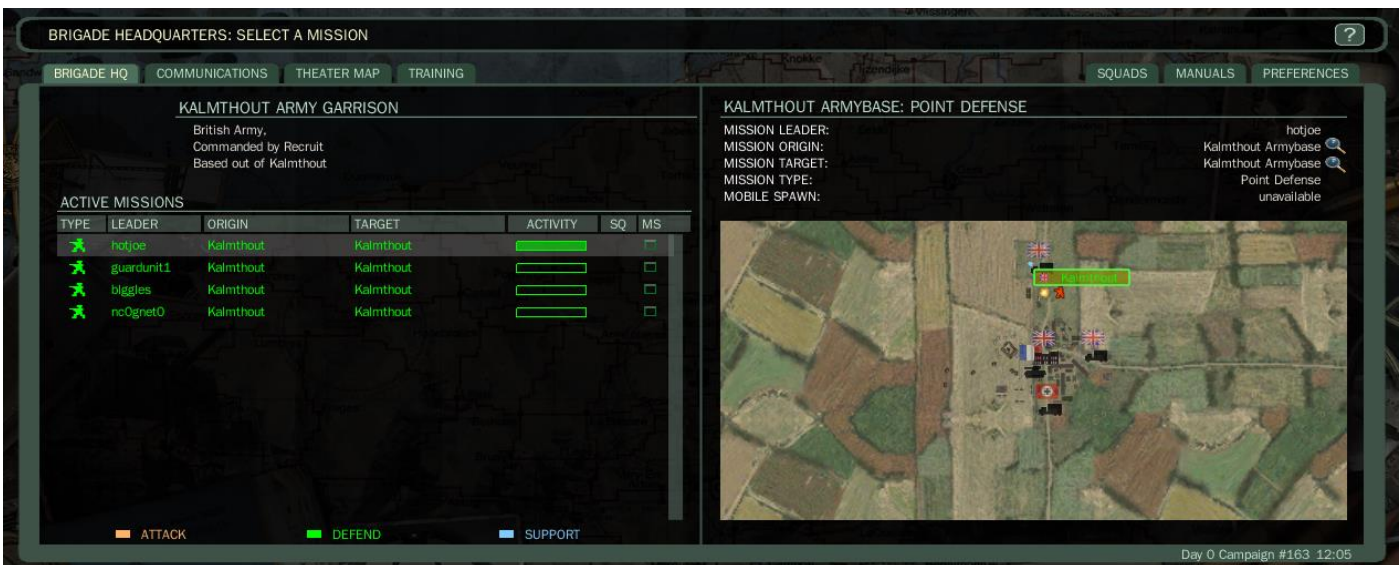 BRIGADE HEADQUARTERS: SELECT A MISSION ?
BRIGADE HQ COMMUNICATIONS THEATER MAP TRAINING SQUADS MANUALS PREFERENCES
KALMTHOUT ARMY GARRISON
British Army,
Commanded by Recruit
Based out of Kalmthout
ACTIVE MISSIONS
TYPE LEADER ORIGIN TARGET ACTIVITY SQ MS
hotjoe Kalmthout Kalmthout
guardunit1 Kalmthout Kalmthout
biggles Kalmthout Kalmthout
nc0gnet0 Kalmthout Kalmthout
ATTACK DEFEND SUPPORT
KALMTHOUT ARMYBASE: POINT DEFENSE
MISSION LEADER: hotjoe
MISSION ORIGIN: Kalmthout Armybase
MISSION TARGET: Kalmthout Armybase
MISSION TYPE: Point Defense
MOBILE SPAWN: unavailable
Kalmthout
Day 0 Campaign #163 12:05